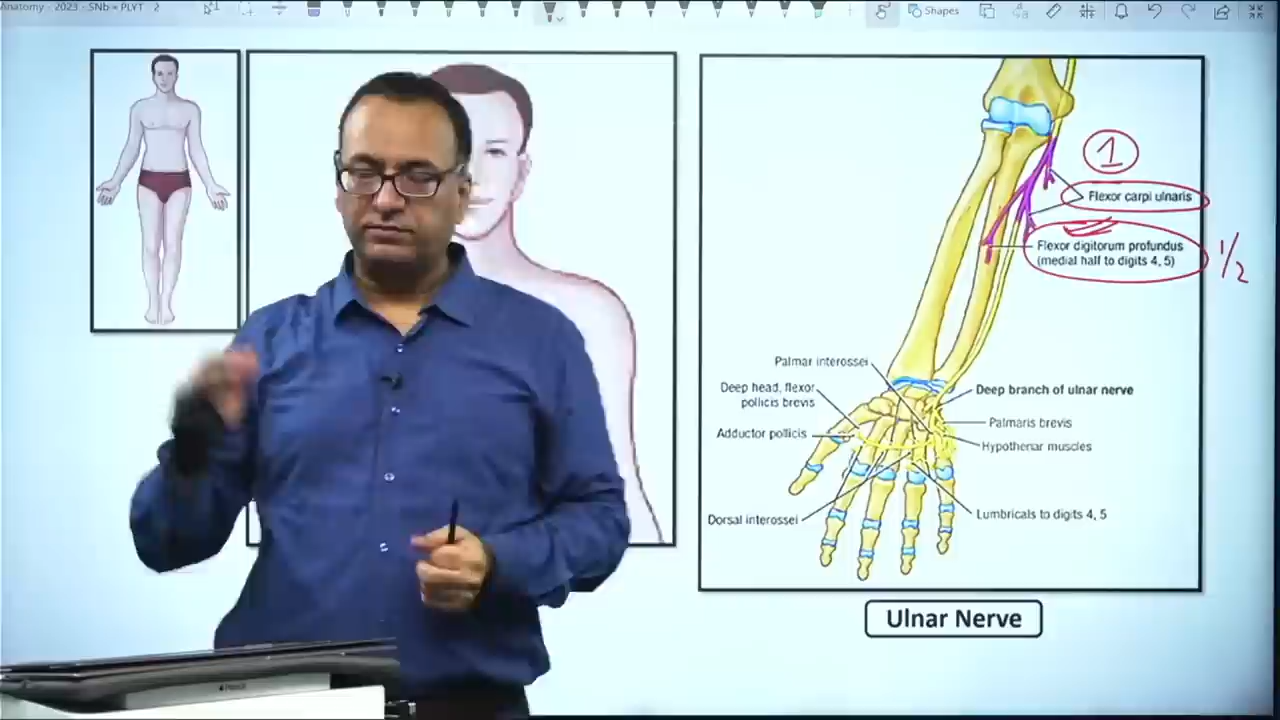 Anatomy - 2023 - SNb = PLYT 2
Shapes
1
Flexor carpi ulnaris
Flexor digitorum profundus
(medial half to digits 4, 5)
1/2
Palmar interossei
Deep head, flexor
pollicis brevis
Adductor pollicis
Deep branch of ulnar nerve
Palmaris brevis
Hypothenar muscles
Dorsal interossei
Lumbricals to digits 4, 5
Ulnar Nerve